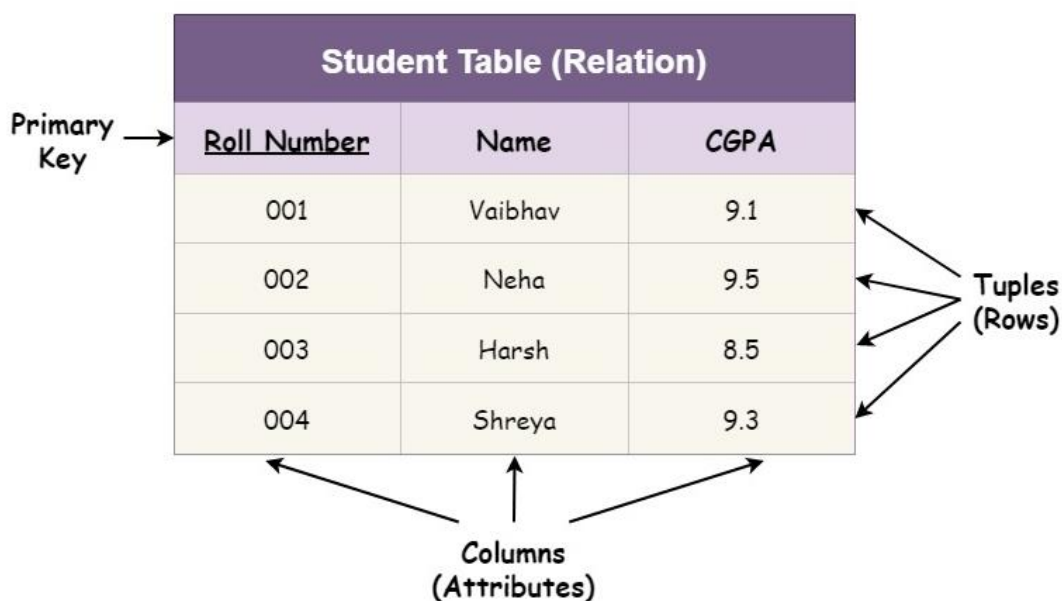 Student Table (Relation)
Primary
Key
Roll Number Name CGPA
001 Vaibhav 9.1
002 Neha 9.5
003 Harsh 8.5
004 Shreya 9.3
Tuples
(Rows)
Columns
(Attributes)